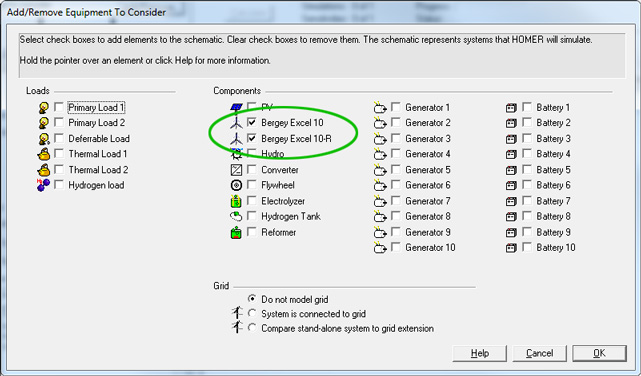 Add/Remove Equipment To Consider
Select check boxes to add elements to the schematic. Clear check boxes to remove them. The schematic represents systems that HOMER will simulate.
Hold the pointer over an element or click Help for more information.
Loads
Primary Load 1
Primary Load 2
Deferrable Load
Thermal Load 1
Thermal Load 2
Hydrogen load
Components
PV
Bergey Excel 10
Bergey Excel 10-R
Hydro
Converter
Flywheel
Electrolyzer
Hydrogen Tank
Reformer
Generator 1
Generator 2
Generator 3
Generator 4
Generator 5
Generator 6
Generator 7
Generator 8
Generator 9
Generator 10
Battery 1
Battery 2
Battery 3
Battery 4
Battery 5
Battery 6
Battery 7
Battery 8
Battery 9
Battery 10
Grid
Do not model grid
System is connected to grid
Compare stand-alone system to grid extension
Help
Cancel
OK